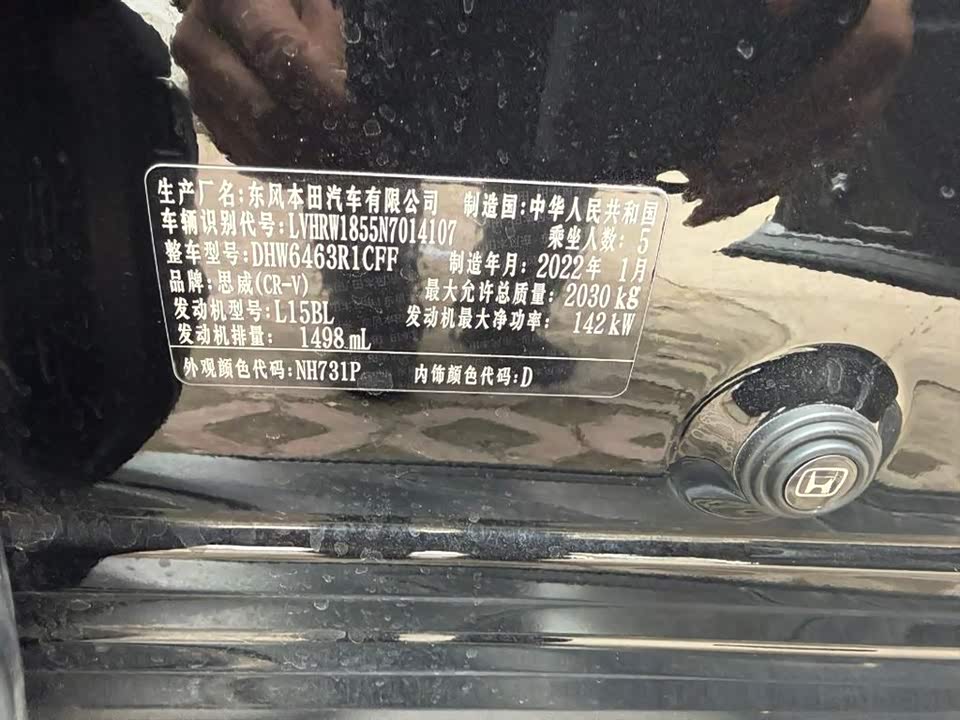 生产厂名:东风本田汽车有限公司 制造国:中华人民共和国
车辆识别代号:LVHRW1855N7014107 乘坐人数: 5
整车型号:DHW6463R1CFF 制造年月: 2022年 1月
品牌:思威(CR-V) 最大允许总质量: 2030 kg
发动机型号:L15BL 发动机最大净功率: 142 kW
发动机排量: 1498 mL
外观颜色代码:NH731P 内饰颜色代码:D